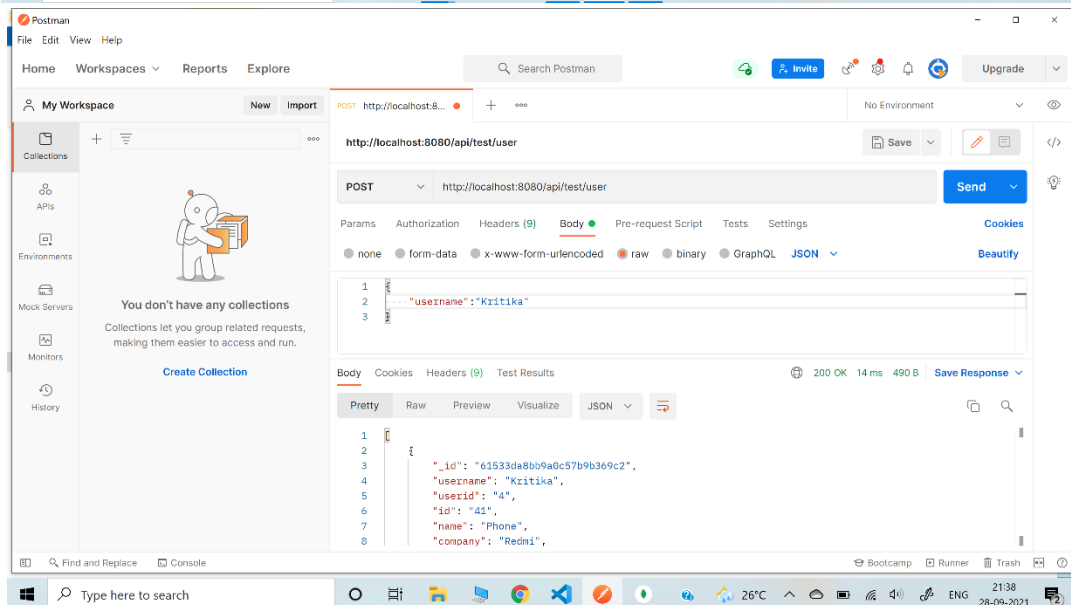 Postman
File Edit View Help
Home Workspaces Reports Explore Search Postman Invite Upgrade
My Workspace New Import POST http://localhost:8... No Environment
Collections
http://localhost:8080/api/test/user Save
POST http://localhost:8080/api/test/user Send
APIs
Params Authorization Headers (9) Body Pre-request Script Tests Settings Cookies
Environments
none form-data x-www-form-urlencoded raw binary GraphQL JSON Beautify
Mock Servers
1 {
2 "username":"Kritika"
3 }
You don't have any collections
Collections let you group related requests,
making them easier to access and run.
Create Collection
Monitors
History
Body Cookies Headers (9) Test Results 200 OK 14 ms 490 B Save Response
Pretty Raw Preview Visualize JSON
1 [
2 {
3 "_id": "61533da8bb9a0c57b9b369c2",
4 "username": "Kritika",
5 "userid": "4",
6 "id": "41",
7 "name": "Phone",
8 "company": "Redmi",
Find and Replace Console Bootcamp Runner Trash
Type here to search 26°C ENG 21:38
28-09-2021 2